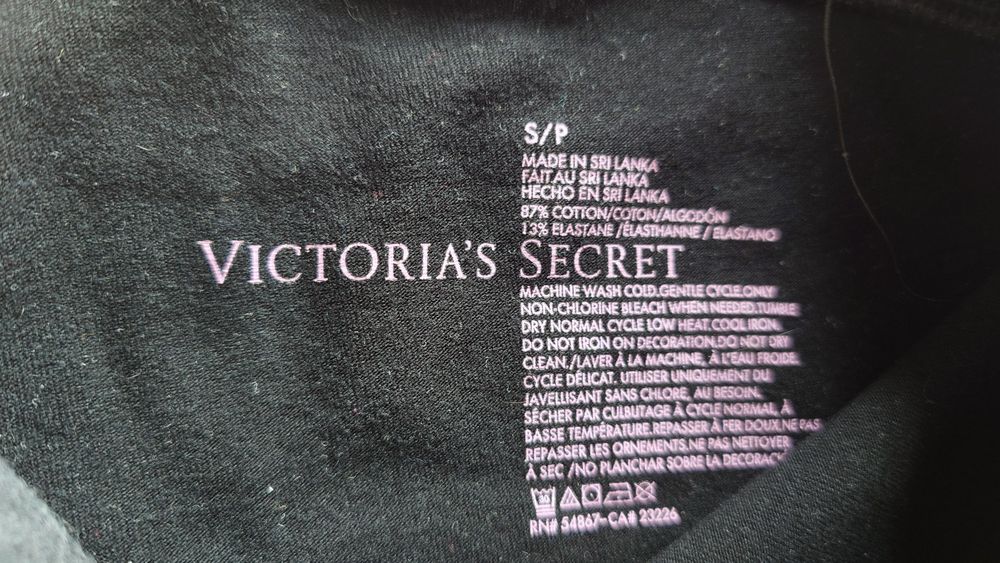 S/P
MADE IN SRI LANKA
FAIT AU SRI LANKA
HECHO EN SRI LANKA
87% COTTON/COTON/ALGODÓN
13% ELASTANE /ÉLASTHANNE / ELASTANO
VICTORIA'S SECRET
MACHINE WASH COLD.GENTLE CYCLE.ONLY
NON-CHLORINE BLEACH WHEN NEEDED.TUMBLE
DRY NORMAL CYCLE LOW HEAT.COOL IRON.
DO NOT IRON ON DECORATION.DO NOT DRY
CLEAN./LAVER À LA MACHINE, À L'EAU FROIDE.
CYCLE DÉLICAT. UTILISER UNIQUEMENT DU
JAVELLISANT SANS CHLORE, AU BESOIN.
SÉCHER PAR CULBUTAGE À CYCLE NORMAL, À
BASSE TEMPÉRATURE.REPASSER À FER DOUX.NE PAS
REPASSER LES ORNEMENTS.NE PAS NETTOYER
À SEC /NO PLANCHAR SOBRE LA DECORAC
30
RN# 54867-CA# 23226